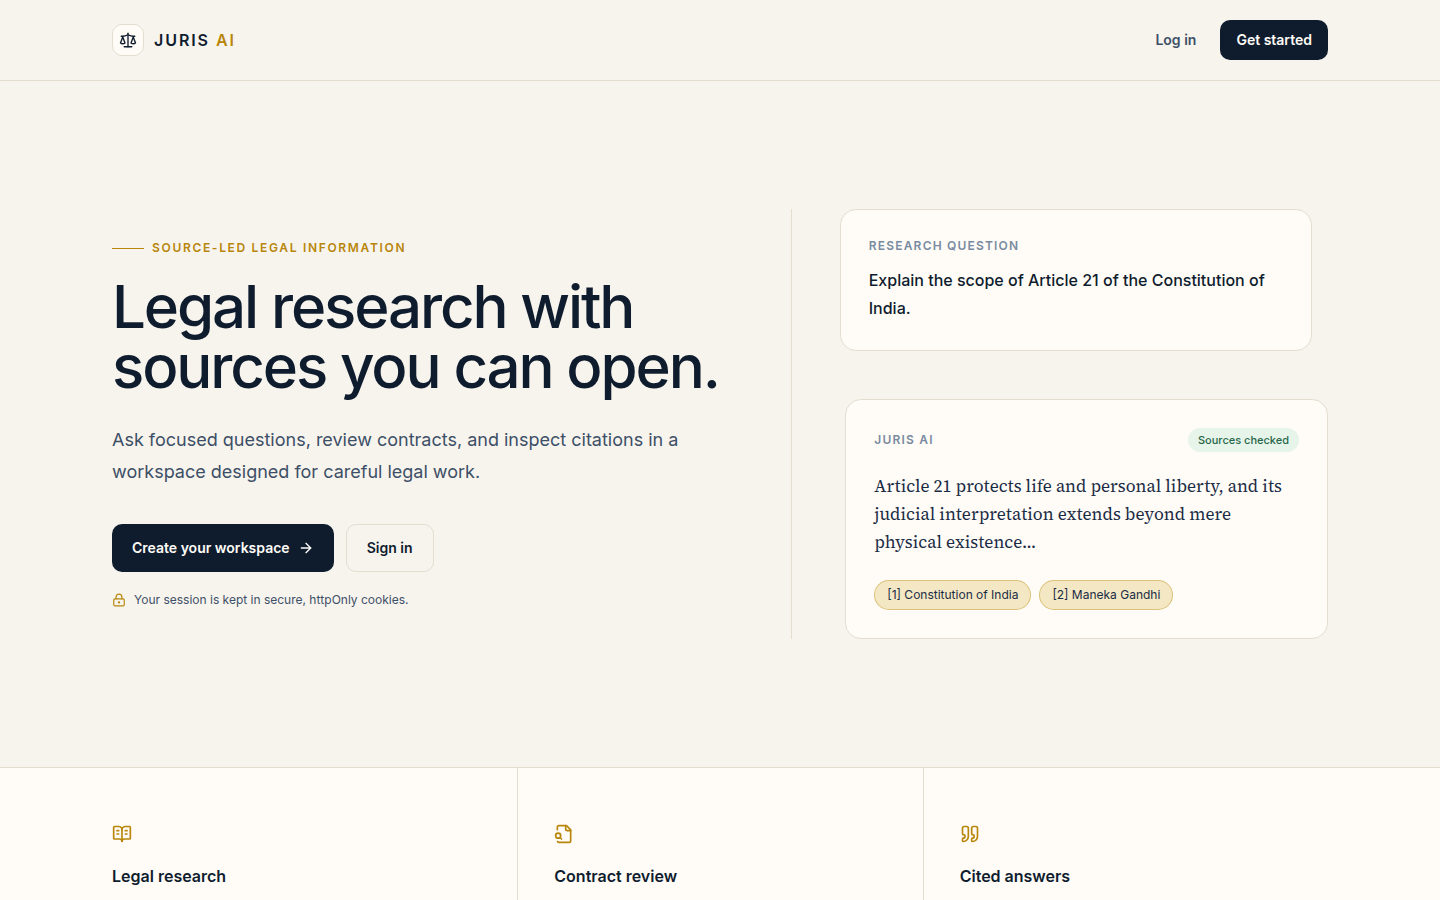 JURIS AI
Log in
Get started
SOURCE-LED LEGAL INFORMATION
Legal research with
sources you can open.
Ask focused questions, review contracts, and inspect citations in a
workspace designed for careful legal work.
Create your workspace
Sign in
Your session is kept in secure, httpOnly cookies.
RESEARCH QUESTION
Explain the scope of Article 21 of the Constitution of
India.
JURIS AI
Sources checked
Article 21 protects life and personal liberty, and its
judicial interpretation extends beyond mere
physical existence...
[1] Constitution of India
[2] Maneka Gandhi
Legal research
Contract review
Cited answers